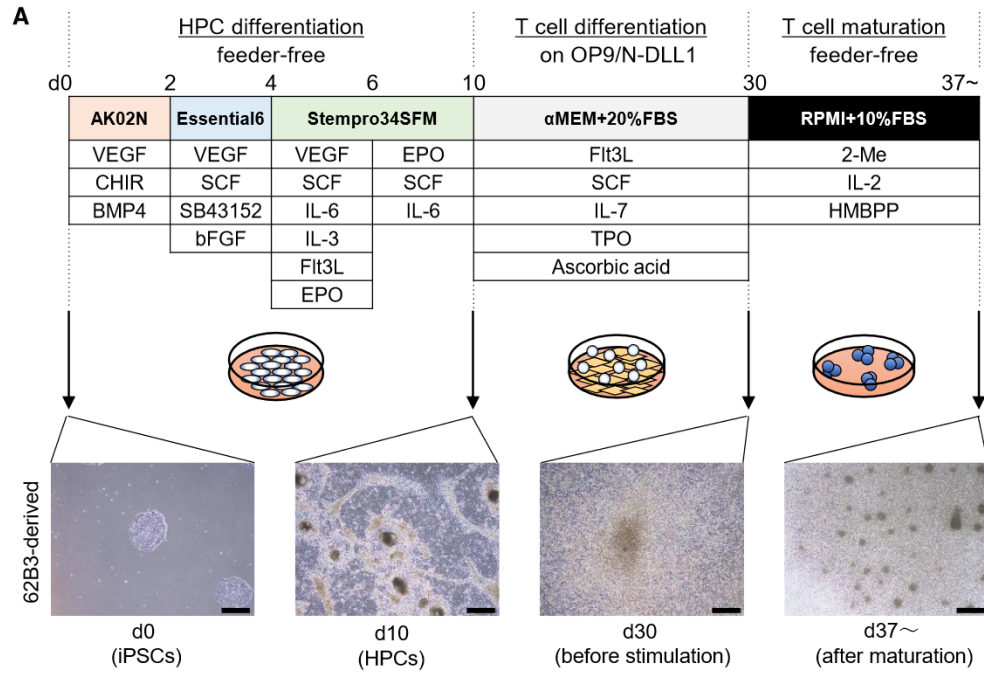 A
HPC differentiation
feeder-free
T cell differentiation
on OP9/N-DLL1
T cell maturation
feeder-free
d0 2 4 6 10 30 37~
AK02N Essential6 Stempro34SFM αMEM+20%FBS RPMI+10%FBS
VEGF VEGF VEGF EPO Flt3L 2-Me
CHIR SCF SCF SCF SCF IL-2
BMP4 SB43152 IL-6 IL-6 IL-7 HMBPP
bFGF IL-3 TPO
Flt3L Ascorbic acid
EPO
62B3-derived
d0
(iPSCs)
d10
(HPCs)
d30
(before stimulation)
d37～
(after maturation)